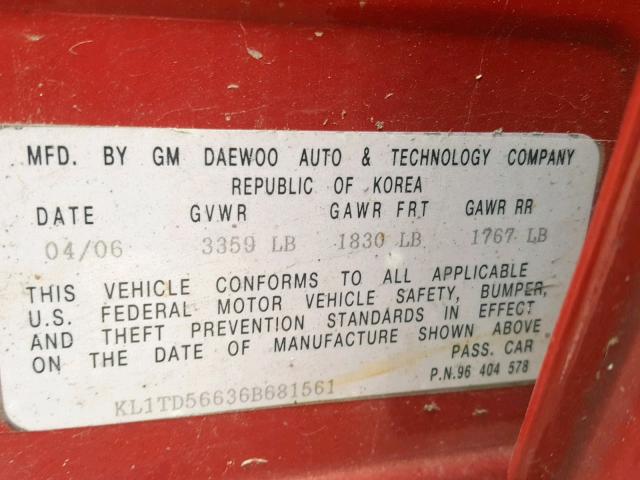 MFD. BY GM DAEWOO AUTO & TECHNOLOGY COMPANY
REPUBLIC OF KOREA
DATE GVWR GAWR FRT GAWR RR
04/06 3359 LB 1830 LB 1767 LB
THIS VEHICLE CONFORMS TO ALL APPLICABLE
U.S. FEDERAL MOTOR VEHICLE SAFETY, BUMPER,
AND THEFT PREVENTION STANDARDS IN EFFECT
ON THE DATE OF MANUFACTURE SHOWN ABOVE
PASS. CAR
P.N.96 404 578
KL1TD56636B681561